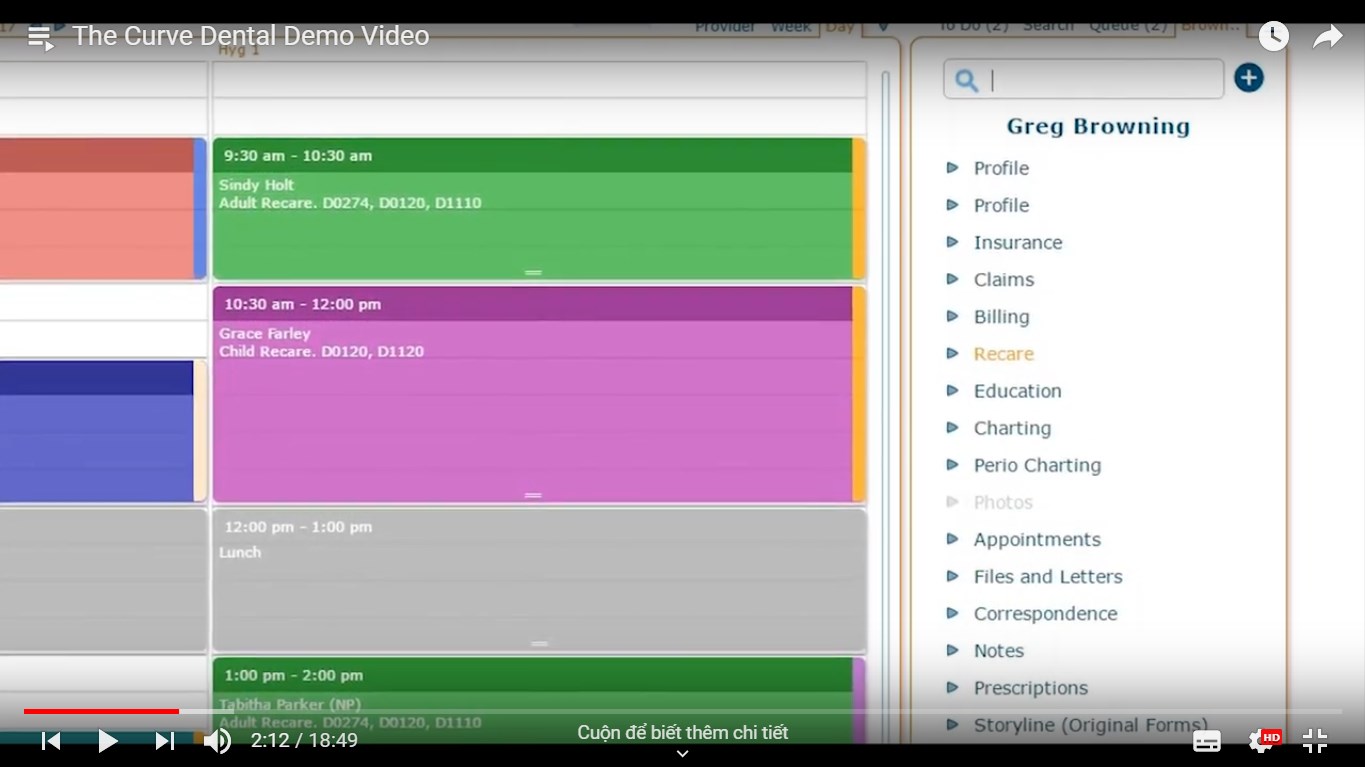 The Curve Dental Demo Video
Provider Week Day
To Do (2) Search Queue (2) Brown..
Hyg 1
9:30 am - 10:30 am
Sindy Holt
Adult Recare. D0274, D0120, D1110
10:30 am - 12:00 pm
Grace Farley
Child Recare. D0120, D1120
12:00 pm - 1:00 pm
Lunch
1:00 pm - 2:00 pm
Tabitha Parker (NP)
Adult Recare. D0274, D0120, D1110
Greg Browning
Profile
Profile
Insurance
Claims
Billing
Recare
Education
Charting
Perio Charting
Photos
Appointments
Files and Letters
Correspondence
Notes
Prescriptions
Storyline (Original Forms)
2:12 / 18:49
Cuộn để biết thêm chi tiết
HD